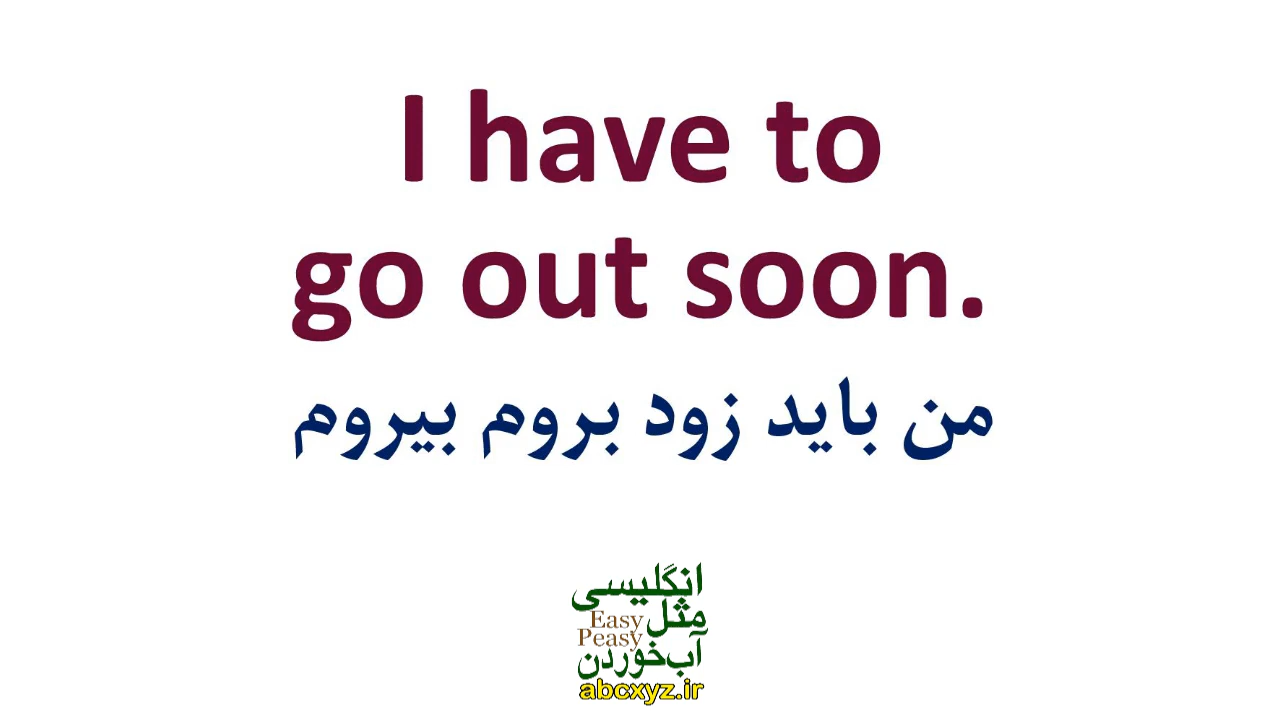 I have to
go out soon.
من باید زود بروم بیروم
انگلیسی
مثل
Easy
Peasy
آب‌خوردن
abcxyz.ir